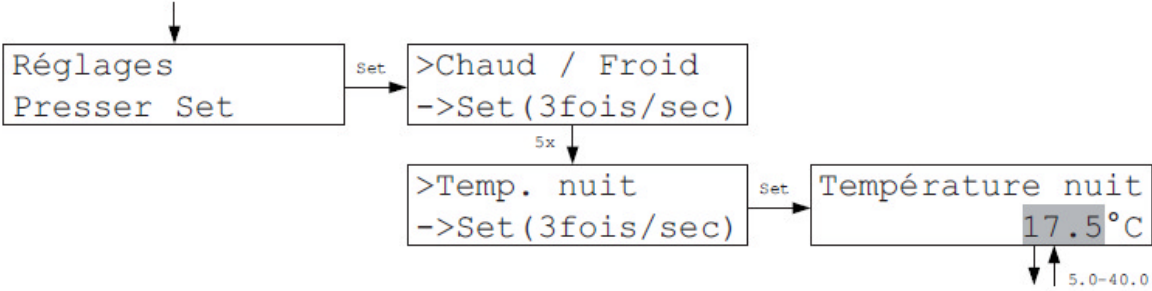 Réglages
Presser Set
Set
>Chaud / Froid
->Set(3fois/sec)
5x
>Temp. nuit
->Set(3fois/sec)
Set
Température nuit
17.5°C
5.0-40.0